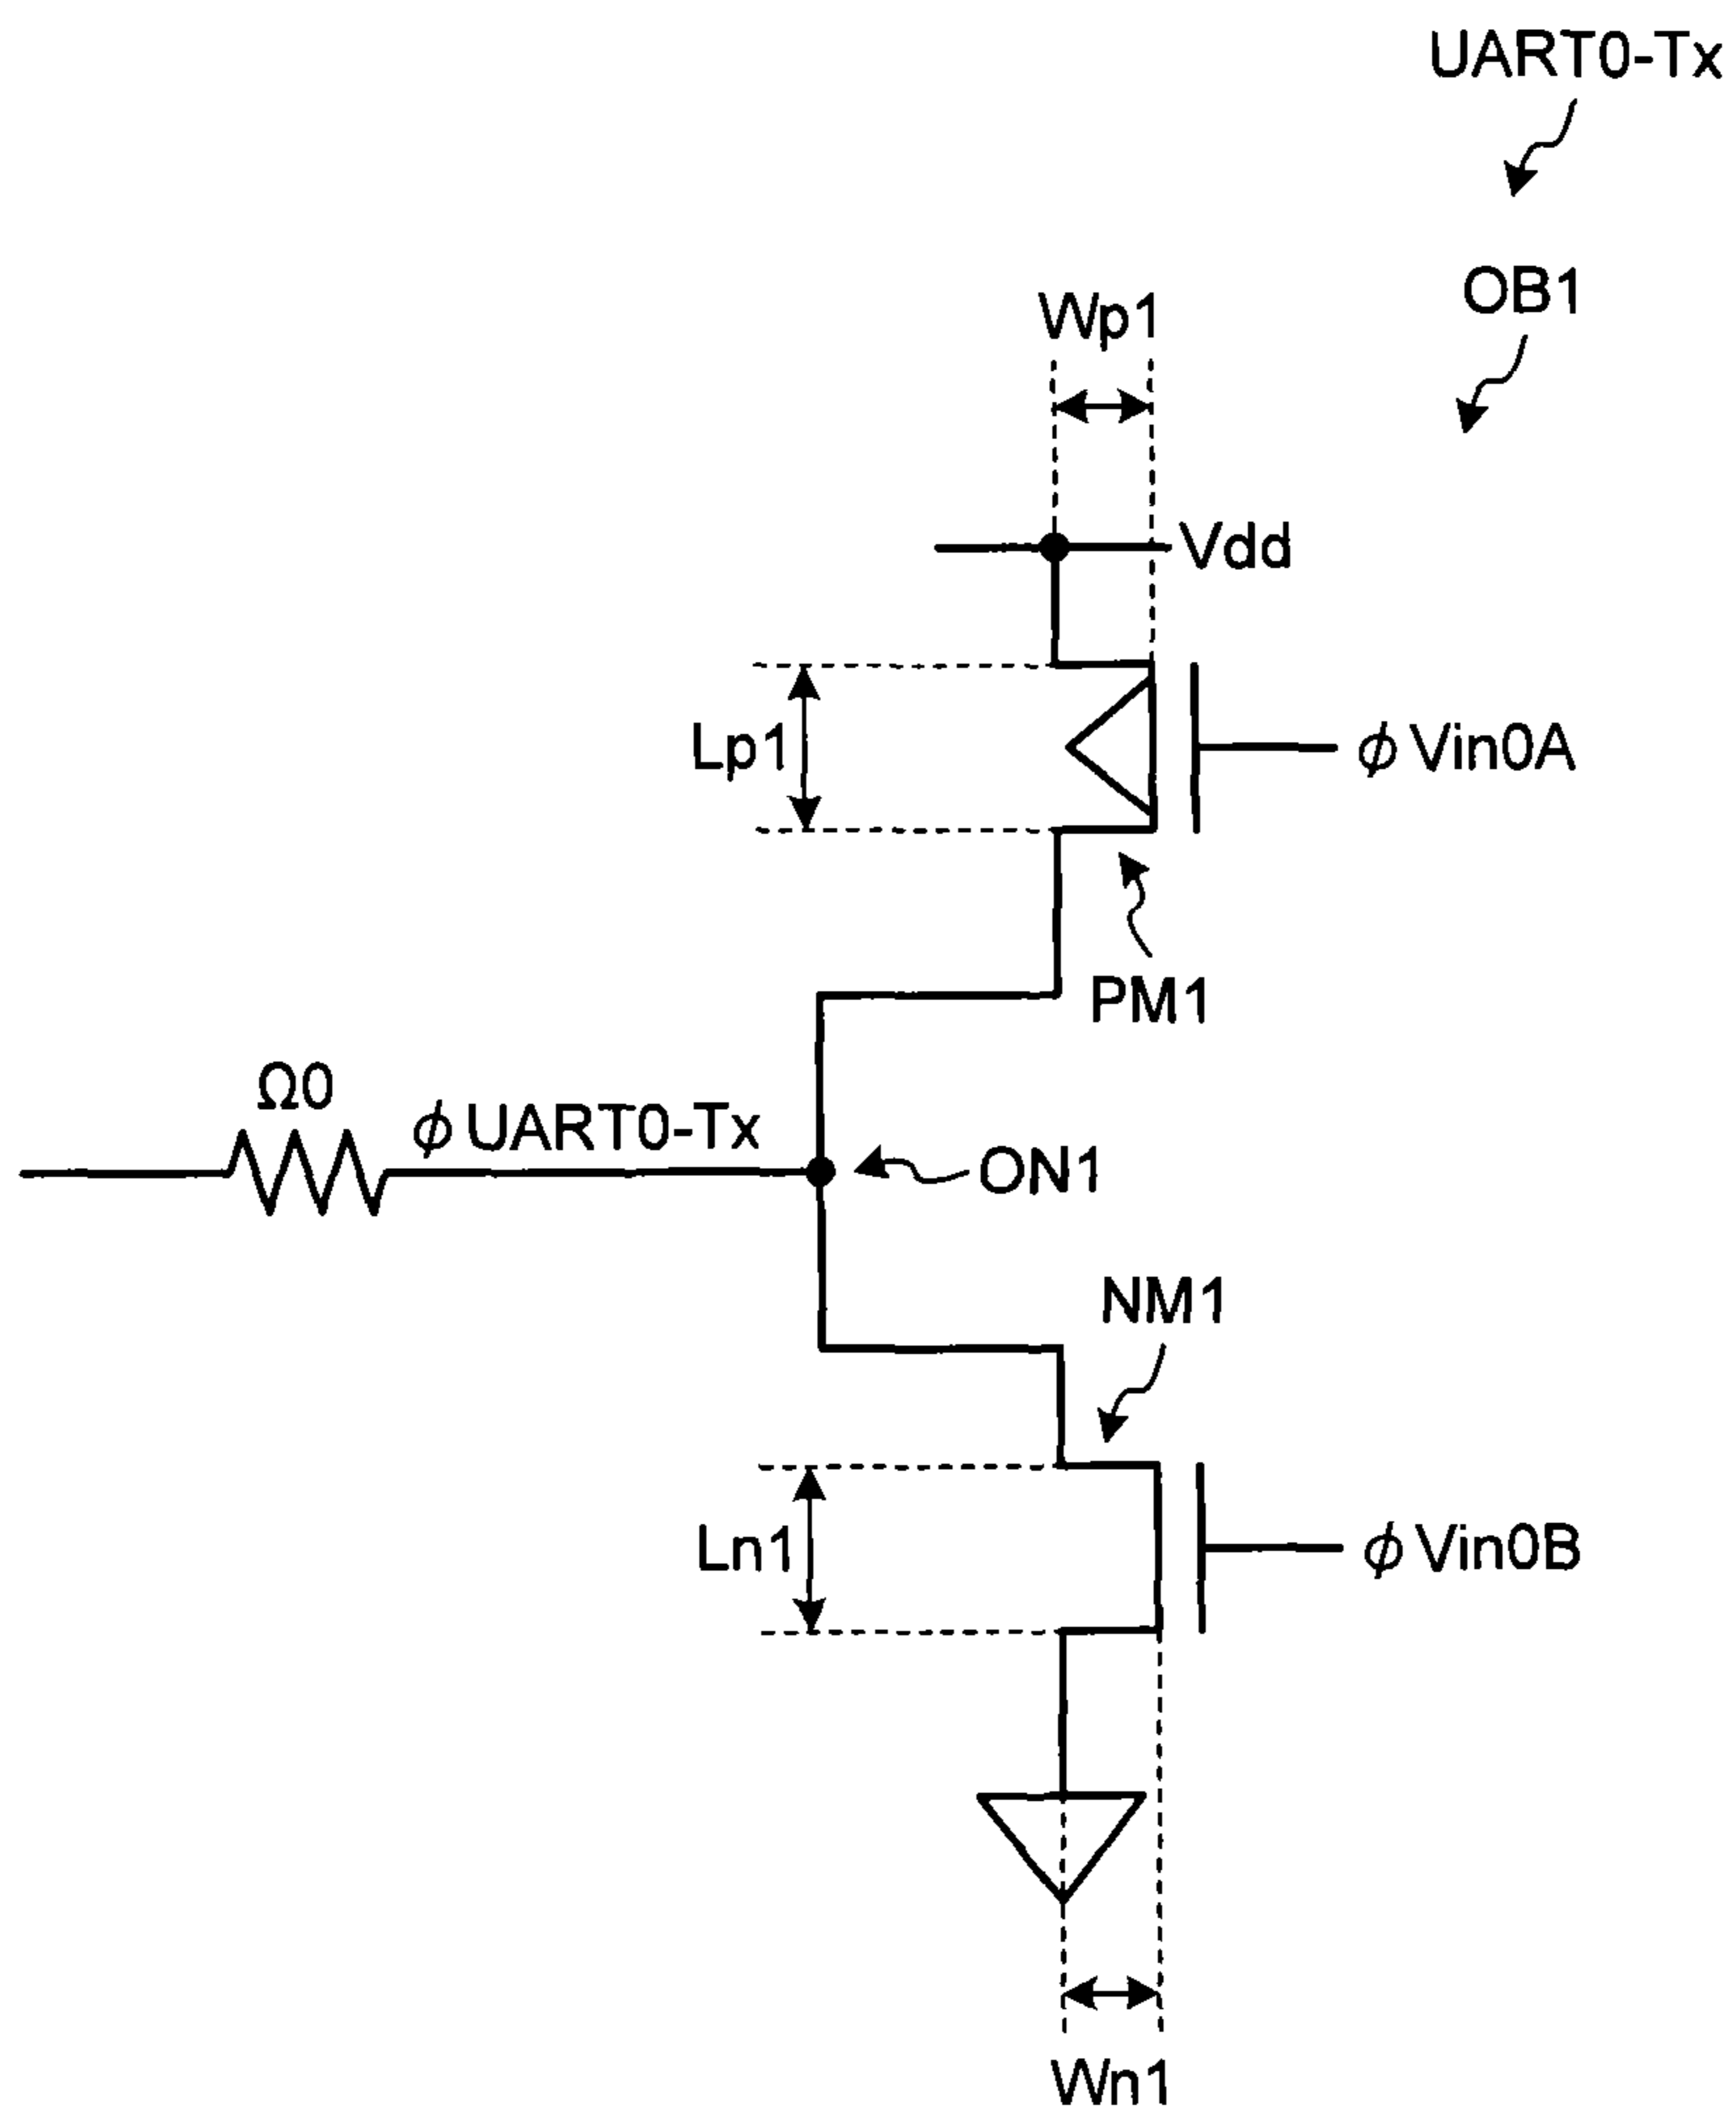 UART0-Tx
OB1
Wp1
Vdd
Lp1
ϕVin0A
PM1
Ω0
ϕUART0-Tx
ON1
NM1
Ln1
ϕVin0B
Wn1